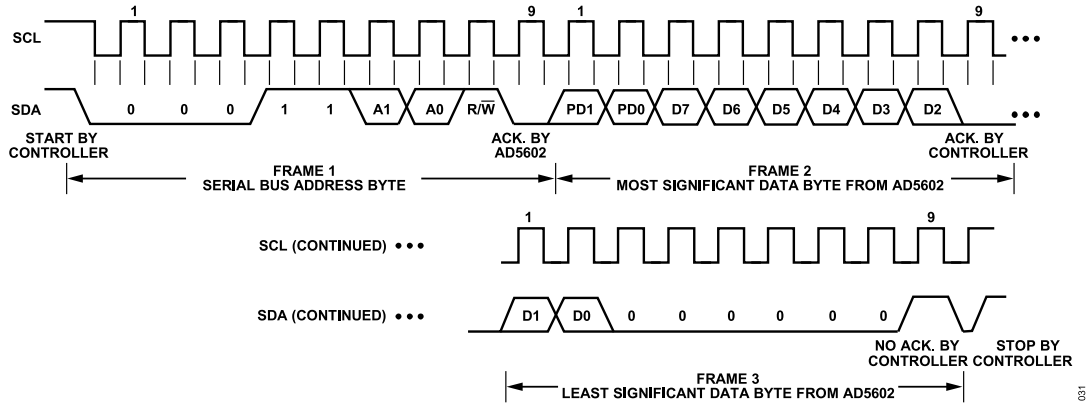 1 9 1 9
SCL
SDA 0 0 0 1 1 A1 A0 R/W̅ PD1 PD0 D7 D6 D5 D4 D3 D2
START BY
CONTROLLER
ACK. BY
AD5602
ACK. BY
CONTROLLER
FRAME 1
SERIAL BUS ADDRESS BYTE
FRAME 2
MOST SIGNIFICANT DATA BYTE FROM AD5602
1 9
SCL (CONTINUED)
SDA (CONTINUED) D1 D0 0 0 0 0 0 0
NO ACK. BY
CONTROLLER
STOP BY
CONTROLLER
FRAME 3
LEAST SIGNIFICANT DATA BYTE FROM AD5602
031